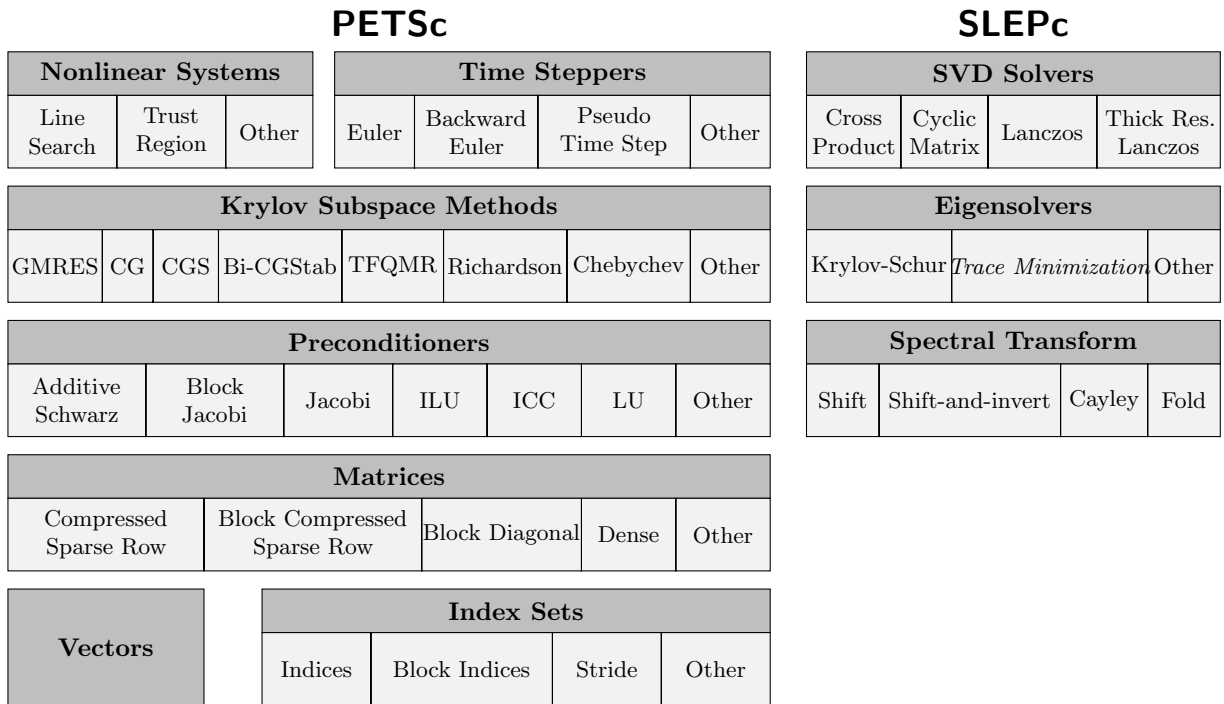 PETSc
SLEPc
Nonlinear Systems
Line
Search
Trust
Region
Other
Time Steppers
Euler
Backward
Euler
Pseudo
Time Step
Other
SVD Solvers
Cross
Product
Cyclic
Matrix
Lanczos
Thick Res.
Lanczos
Krylov Subspace Methods
GMRES
CG
CGS
Bi-CGStab
TFQMR
Richardson
Chebychev
Other
Eigensolvers
Krylov-Schur
Trace Minimization
Other
Preconditioners
Additive
Schwarz
Block
Jacobi
Jacobi
ILU
ICC
LU
Other
Spectral Transform
Shift
Shift-and-invert
Cayley
Fold
Matrices
Compressed
Sparse Row
Block Compressed
Sparse Row
Block Diagonal
Dense
Other
Vectors
Index Sets
Indices
Block Indices
Stride
Other